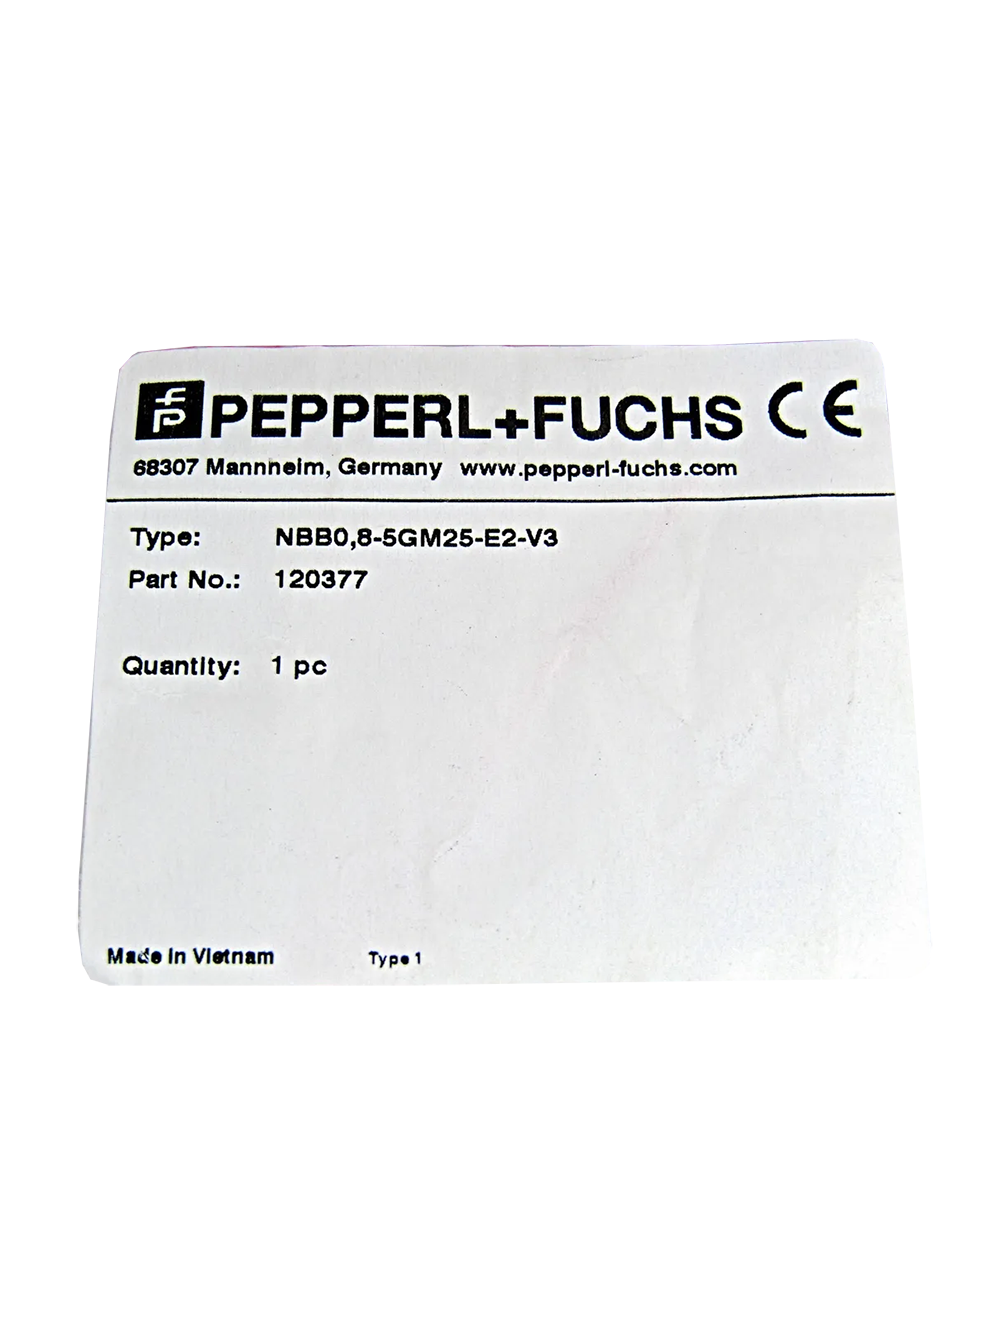 PEPPERL+FUCHS CE
68307 Mannheim, Germany www.pepperl-fuchs.com
Type: NBB0,8-5GM25-E2-V3
Part No.: 120377
Quantity: 1 pc
Made in Vietnam Type 1